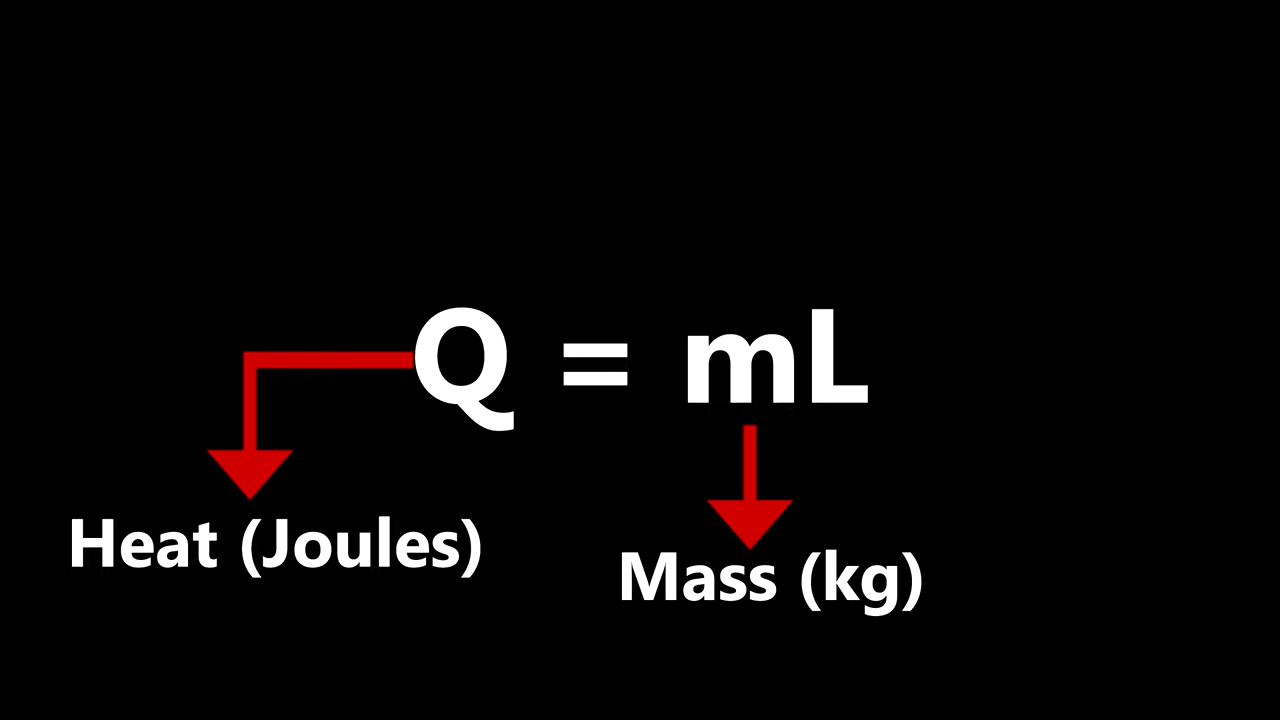 Q = mL
Heat (Joules)
Mass (kg)